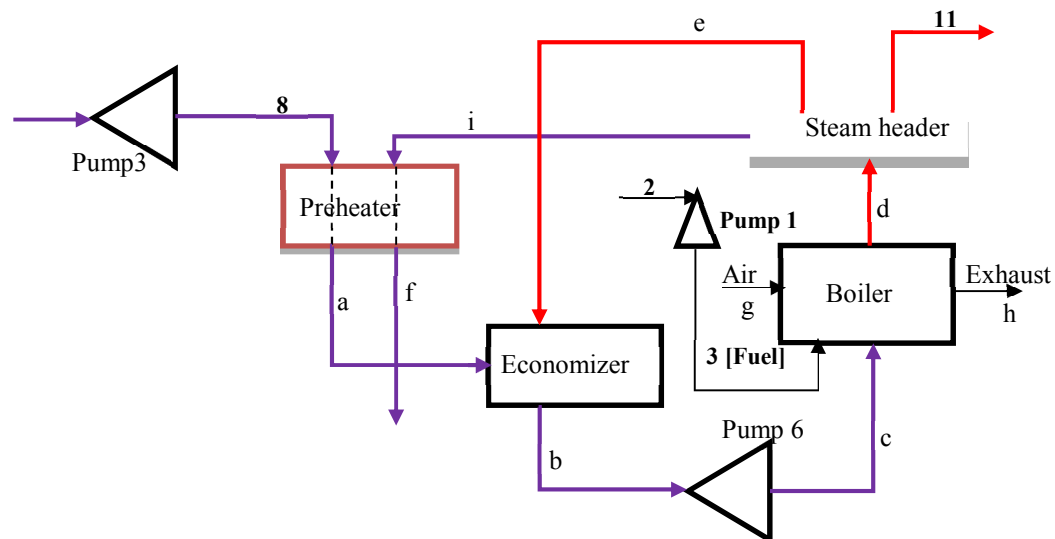 11
e
8
i
Steam header
Pump3
2
Preheater
Pump 1
d
Air
Exhaust
Boiler
a
f
g
h
3 [Fuel]
Economizer
Pump 6
b
c